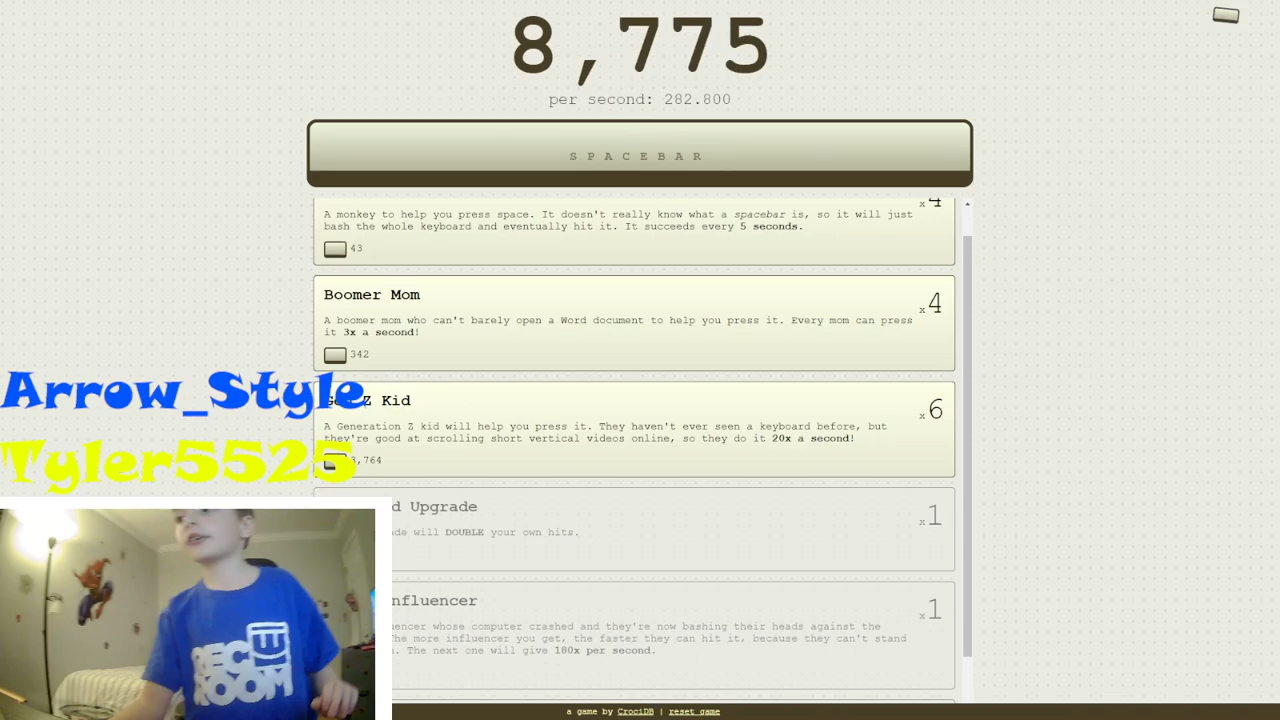 8,775
per second: 282.800
SPACEBAR
x4
A monkey to help you press space. It doesn't really know what a spacebar is, so it will just
bash the whole keyboard and eventually hit it. It succeeds every 5 seconds.
43
Boomer Mom
x4
A boomer mom who can't barely open a Word document to help you press it. Every mom can press
it 3x a second!
342
Z Kid
x6
A Generation Z kid will help you press it. They haven't ever seen a keyboard before, but
they're good at scrolling short vertical videos online, so they do it 20x a second!
,764
Arrow_Style
Tyler5525
d Upgrade
x1
ade will DOUBLE your own hits.
nfluencer
x1
encer whose computer crashed and they're now bashing their heads against the
he more influencer you get, the faster they can hit it, because they can't stand
. The next one will give 180x per second.
REC
ROOM
a game by CrociDB | reset game